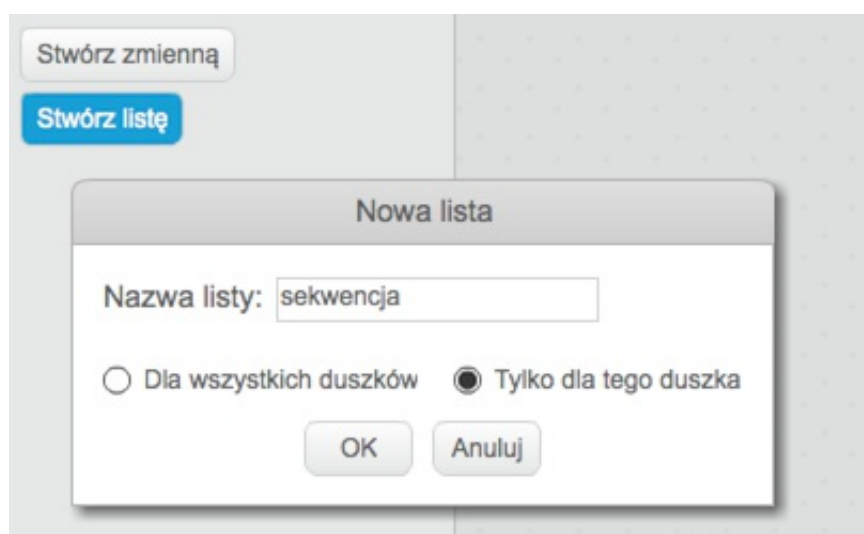 Stwórz zmienną
Stwórz listę
Nowa lista
Nazwa listy: sekwencja
Dla wszystkich duszków Tylko dla tego duszka
OK Anuluj